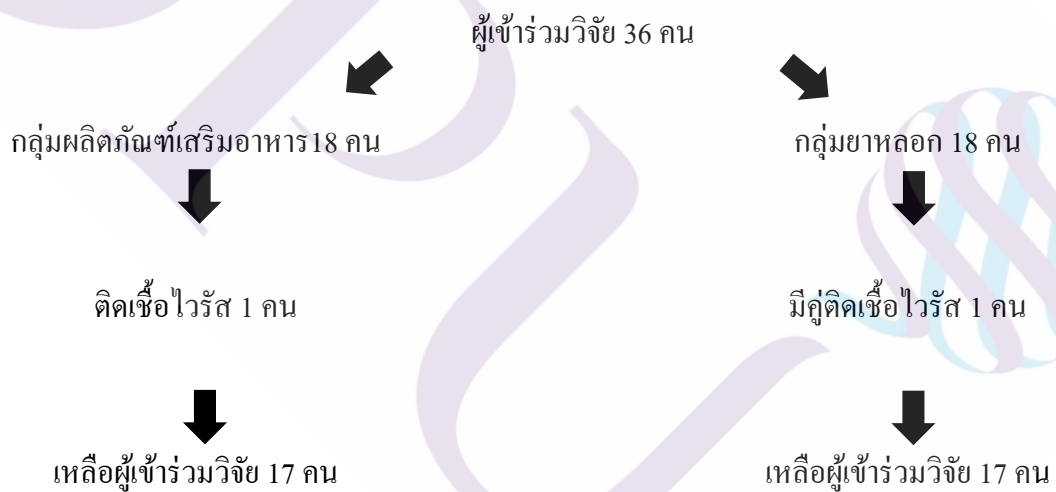 ผู้เข้าร่วมวิจัย 36 คน
กลุ่มผลิตภัณฑ์เสริมอาหาร18 คน
กลุ่มยาหลอก 18 คน
ติดเชื้อไวรัส 1 คน
มีคู่ติดเชื้อไวรัส 1 คน
เหลือผู้เข้าร่วมวิจัย 17 คน
เหลือผู้เข้าร่วมวิจัย 17 คน